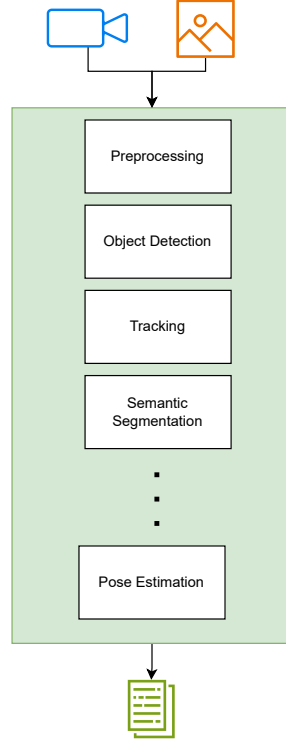 Preprocessing
Object Detection
Tracking
Semantic
Segmentation
Pose Estimation